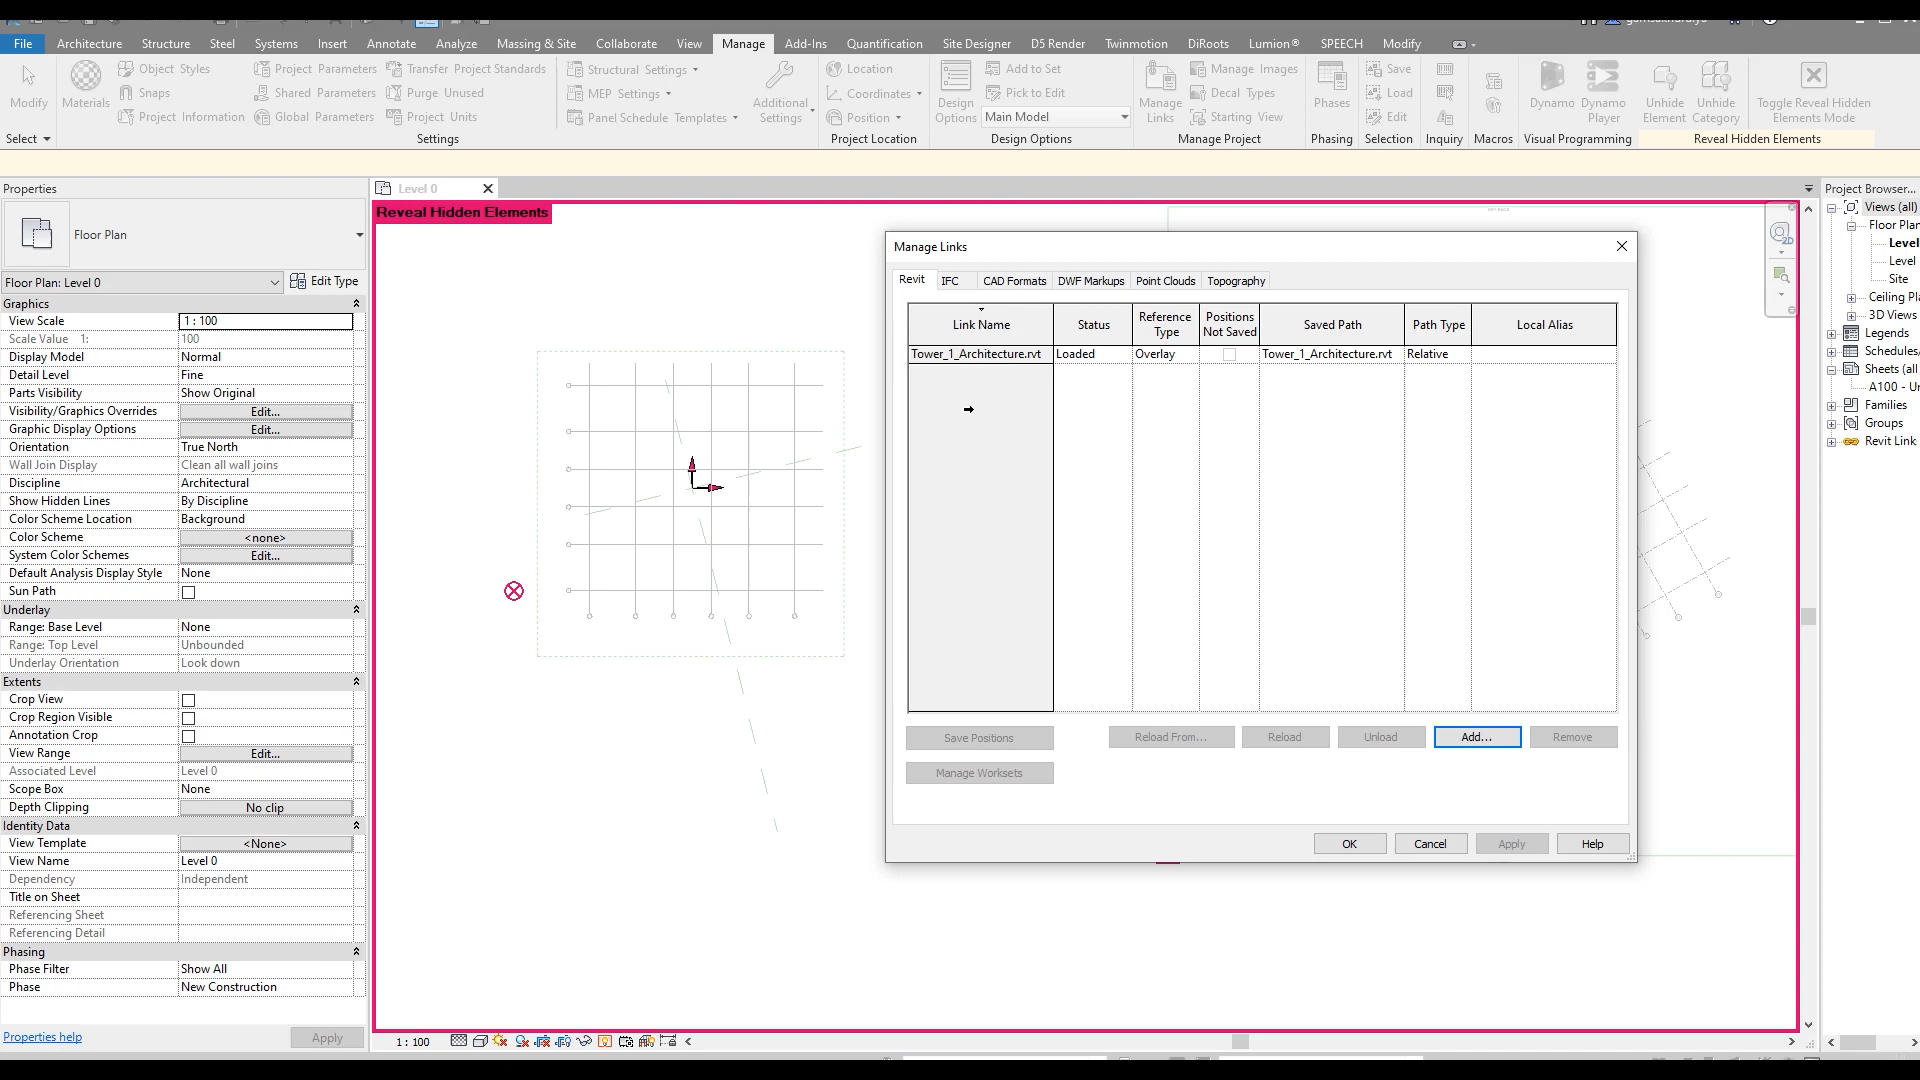 File Architecture Structure Steel Systems Insert Annotate Analyze Massing & Site Collaborate View Manage Add-Ins Quantification Site Designer D5 Render Twinmotion DiRoots Lumion® SPEECH Modify
Object Styles Project Parameters Transfer Project Standards Structural Settings Location Add to Set Manage Images Save
Snaps Shared Parameters Purge Unused MEP Settings Coordinates Pick to Edit Decal Types Load
Project Information Global Parameters Project Units Panel Schedule Templates Position Main Model Starting View Edit
Modify Materials Additional Settings Design Options Manage Links Phases Dynamo Dynamo Player Unhide Element Unhide Category Toggle Reveal Hidden Elements Mode
Select Settings Project Location Design Options Manage Project Phasing Selection Inquiry Macros Visual Programming Reveal Hidden Elements
Properties
Floor Plan
Floor Plan: Level 0 Edit Type
Graphics
View Scale 1 : 100
Scale Value 1: 100
Display Model Normal
Detail Level Fine
Parts Visibility Show Original
Visibility/Graphics Overrides Edit...
Graphic Display Options Edit...
Orientation True North
Wall Join Display Clean all wall joins
Discipline Architectural
Show Hidden Lines By Discipline
Color Scheme Location Background
Color Scheme <none>
System Color Schemes Edit...
Default Analysis Display Style None
Sun Path
Underlay
Range: Base Level None
Range: Top Level Unbounded
Underlay Orientation Look down
Extents
Crop View
Crop Region Visible
Annotation Crop
View Range Edit...
Associated Level Level 0
Scope Box None
Depth Clipping No clip
Identity Data
View Template <None>
View Name Level 0
Dependency Independent
Title on Sheet
Referencing Sheet
Referencing Detail
Phasing
Phase Filter Show All
Phase New Construction
Properties help Apply
Level 0
Reveal Hidden Elements
2D
Manage Links
Revit IFC CAD Formats DWF Markups Point Clouds Topography
Link Name Status Reference Type Positions Not Saved Saved Path Path Type Local Alias
Tower_1_Architecture.rvt Loaded Overlay Tower_1_Architecture.rvt Relative
Save Positions Reload From... Reload Unload Add... Remove
Manage Worksets
OK Cancel Apply Help
1 : 100
Project Browser...
Views (all)
Floor Plan
Level
Level
Site
Ceiling Pla
3D Views
Legends
Schedules/
Sheets (all
A100 - Un
Families
Groups
Revit Link